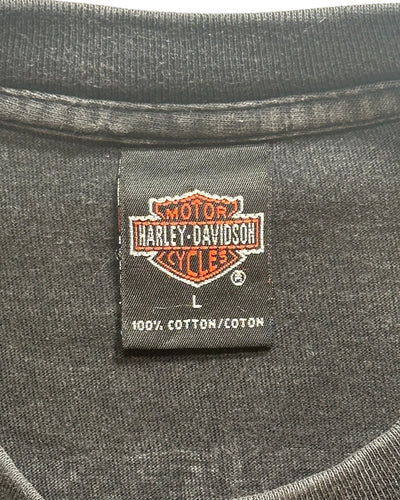 MOTOR
HARLEY-DAVIDSON
CYCLES
®
L
100% COTTON/COTON